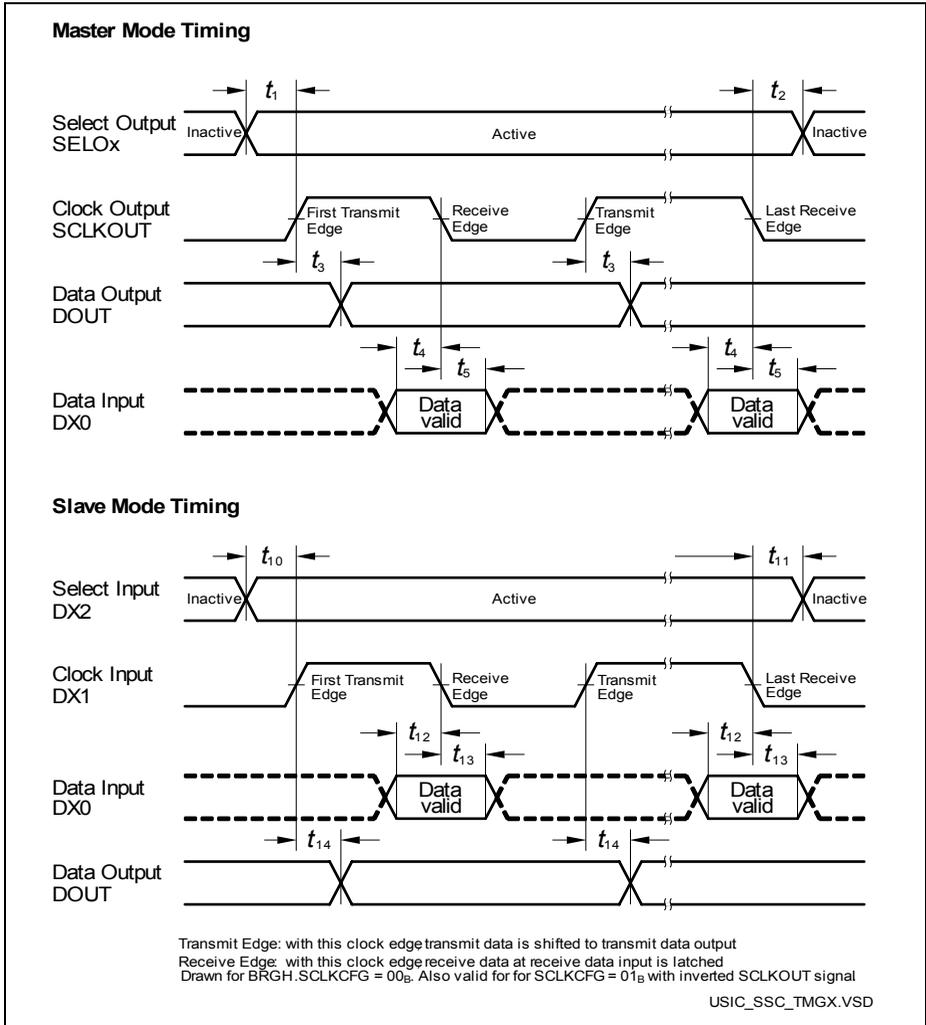 Master Mode Timing
t1
t2
Select Output
SELOx
Inactive
Active
Inactive
Clock Output
SCLKOUT
First Transmit
Edge
Receive
Edge
Transmit
Edge
Last Receive
Edge
t3
t3
Data Output
DOUT
t4
t5
t4
t5
Data Input
DX0
Data
valid
Data
valid
Slave Mode Timing
t10
t11
Select Input
DX2
Inactive
Active
Inactive
Clock Input
DX1
First Transmit
Edge
Receive
Edge
Transmit
Edge
Last Receive
Edge
t12
t13
t12
t13
Data Input
DX0
Data
valid
Data
valid
t14
t14
Data Output
DOUT
Transmit Edge: with this clock edge, transmit data is shifted to transmit data output
Receive Edge: with this clock edge, receive data at receive data input is latched
Drawn for BRGH.SCLKCFG = 00B. Also valid for for SCLKCFG = 01B with inverted SCLKOUT signal
USIC_SSC_TMGX.VSD